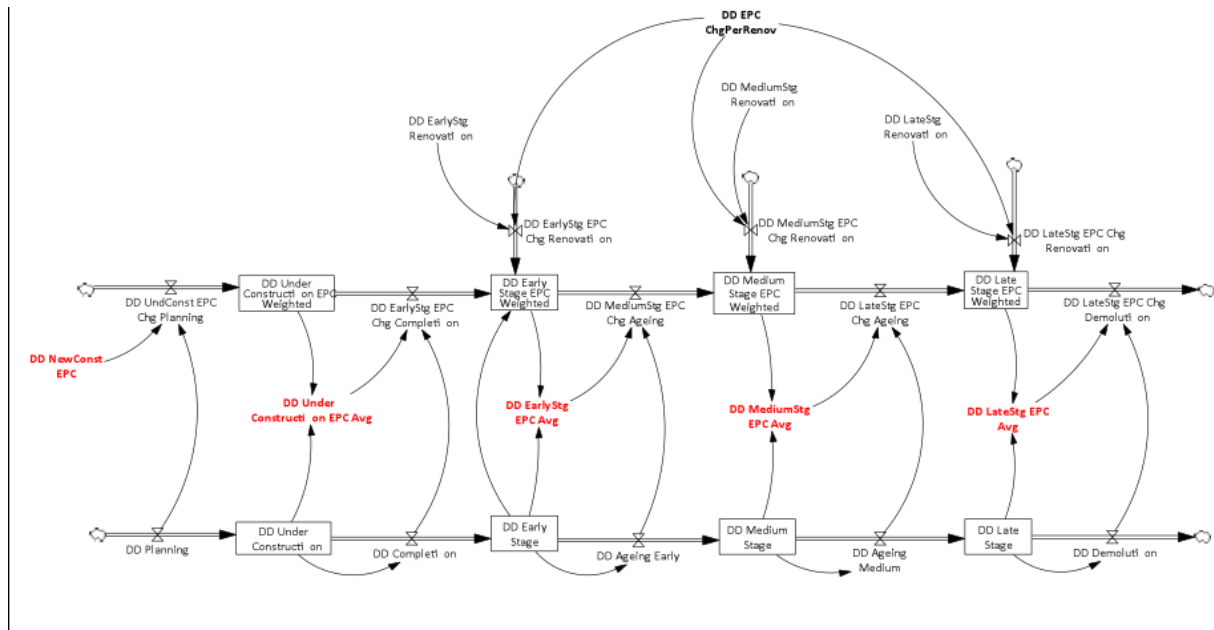 DD EPC
ChgPerRenov
DD MediumStg
Renovati on
DD EarlyStg
Renovati on
DD LateStg
Renovati on
DD EarlyStg EPC
Chg Renovati on
DD MediumStg EPC
Chg Renovati on
DD LateStg EPC Chg
Renovati on
DD Under
Constructi on EPC
Weighted
DD Early
Stage EPC
Weighted
DD Medium
Stage EPC
Weighted
DD Late
Stage EPC
Weighted
DD UndConst EPC
Chg Planning
DD EarlyStg EPC
Chg Completi on
DD MediumStg EPC
Chg Ageing
DD LateStg EPC
Chg Ageing
DD LateStg EPC Chg
Demoluti on
DD NewConst
EPC
DD Under
Constructi on EPC Avg
DD EarlyStg
EPC Avg
DD MediumStg
EPC Avg
DD LateStg EPC
Avg
DD Planning
DD Under
Constructi on
DD Completi on
DD Early
Stage
DD Ageing Early
DD Medium
Stage
DD Ageing
Medium
DD Late
Stage
DD Demoluti on